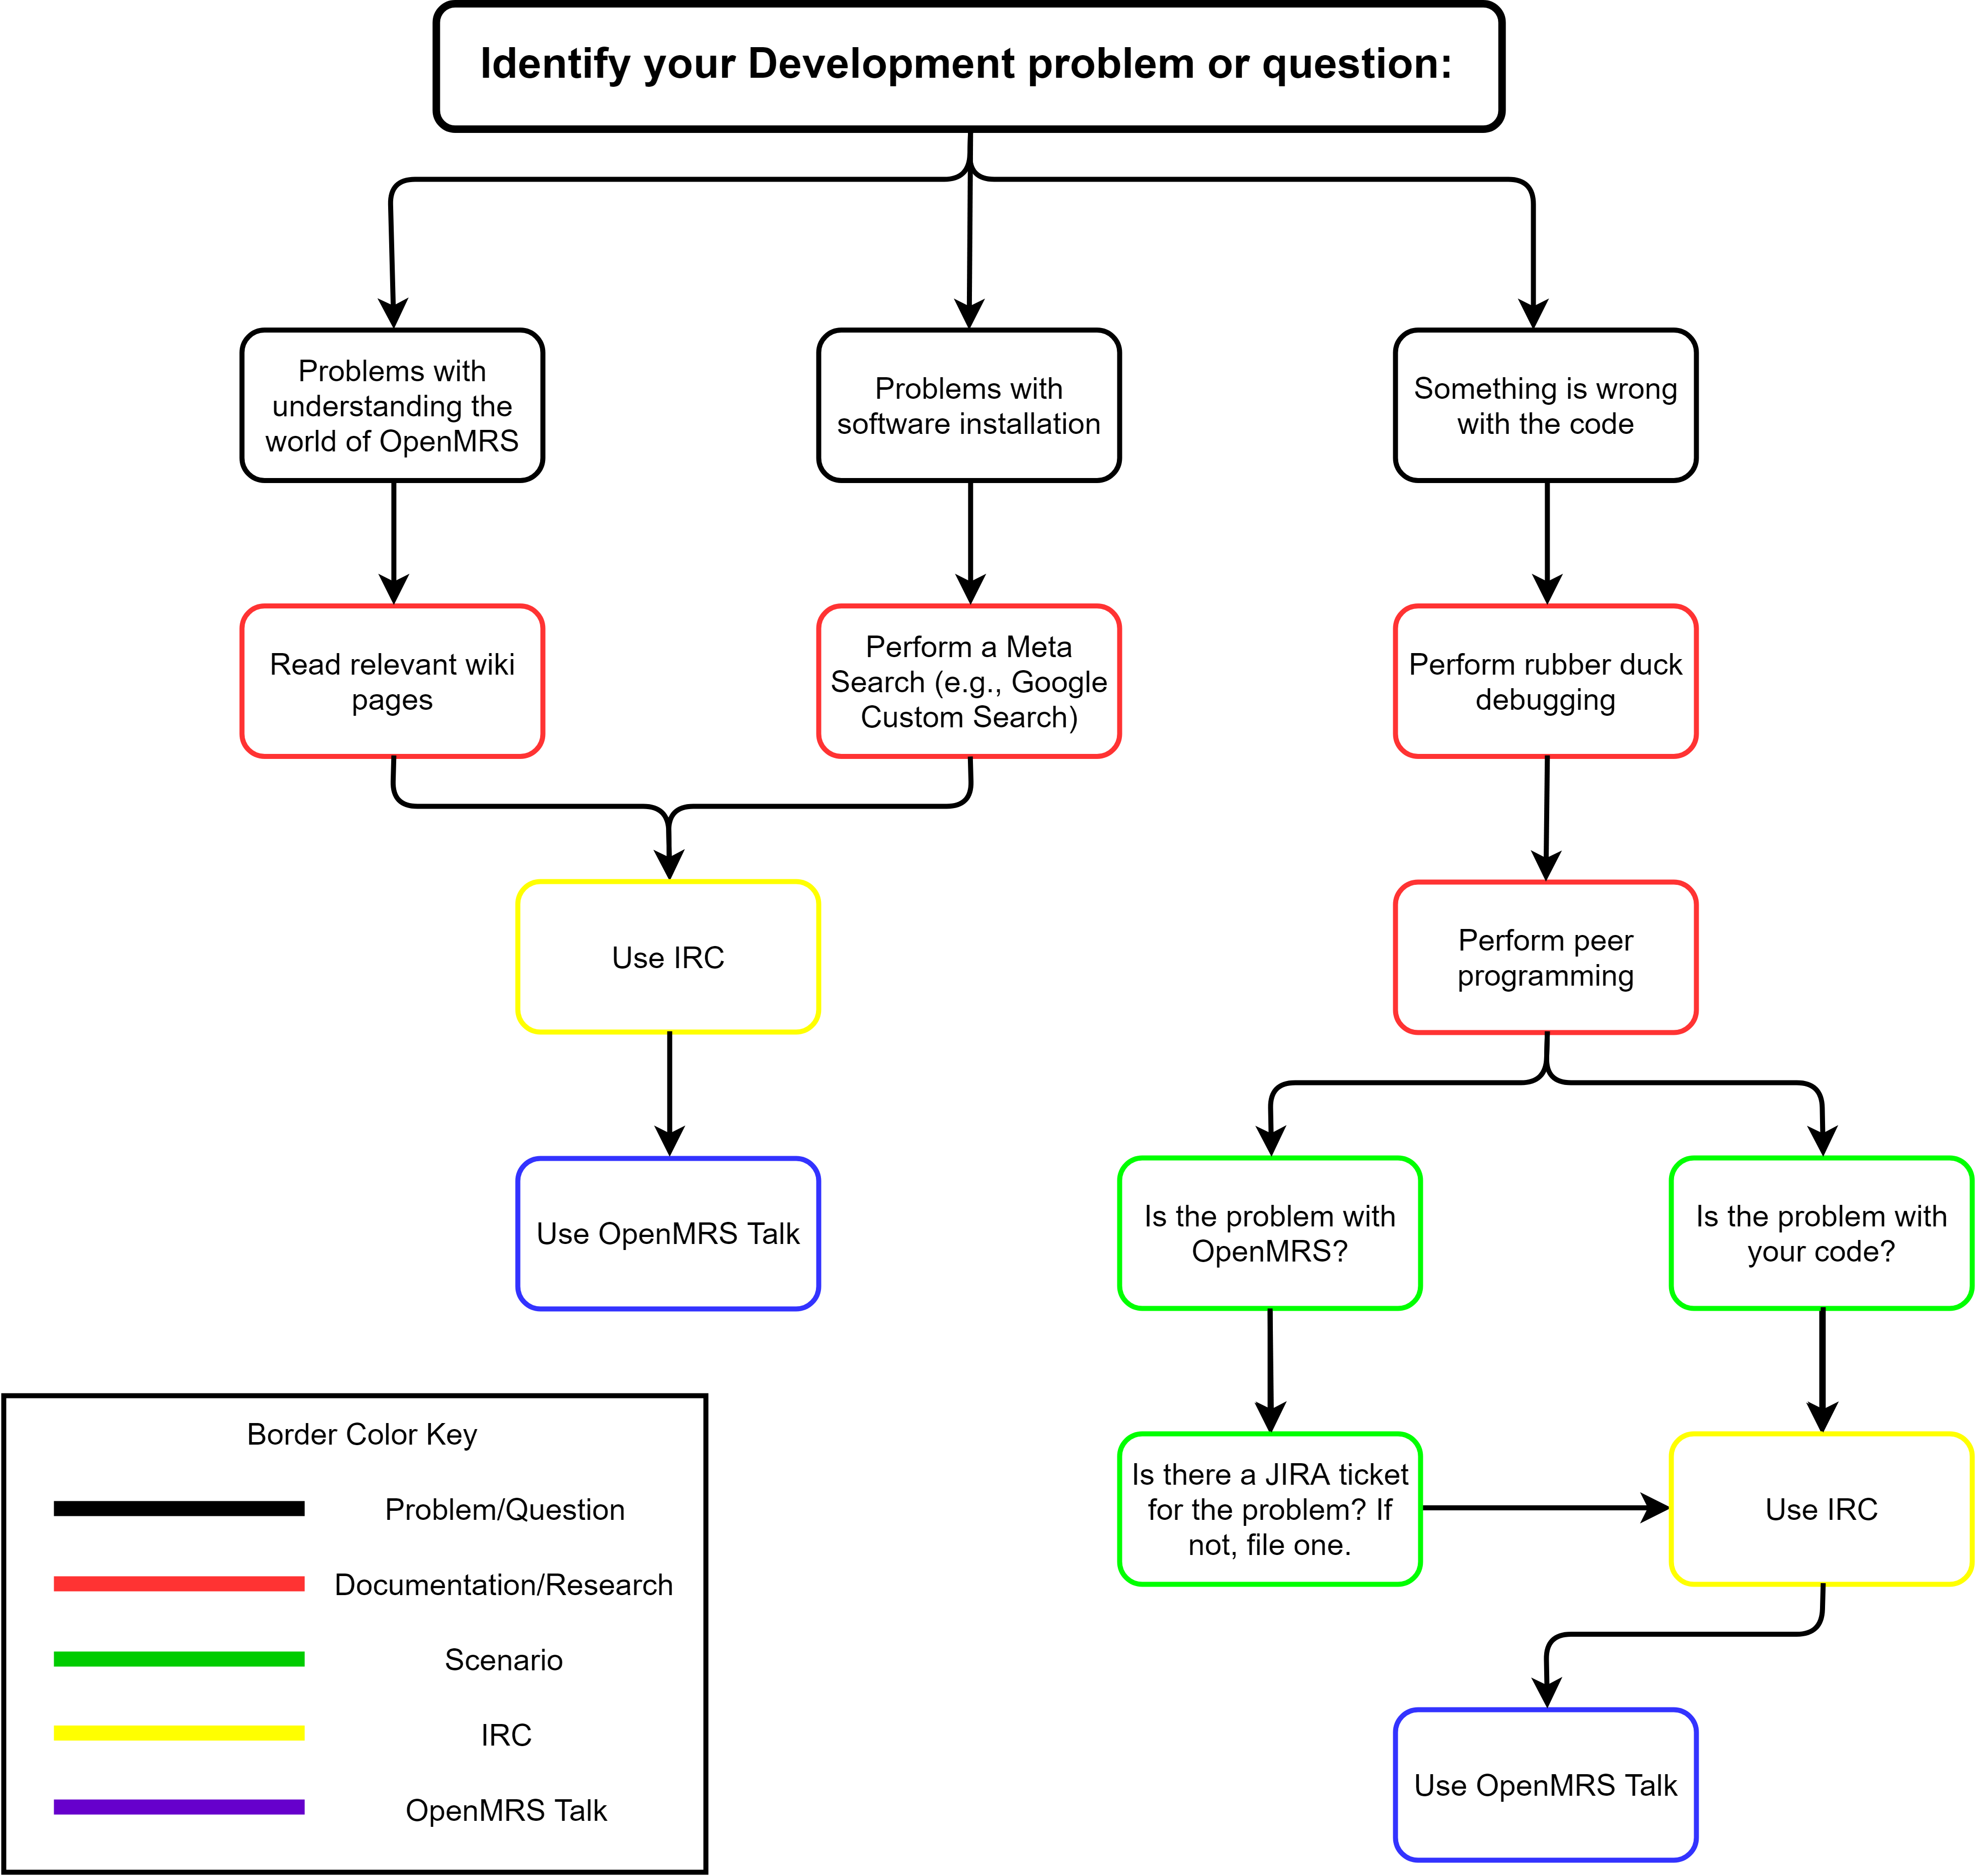 Identify your Development problem or question:
Problems with
understanding the
world of OpenMRS
Problems with
software installation
Something is wrong
with the code
Read relevant wiki
pages
Perform a Meta
Search (e.g., Google
Custom Search)
Perform rubber duck
debugging
Use IRC
Perform peer
programming
Use OpenMRS Talk
Is the problem with
OpenMRS?
Is the problem with
your code?
Is there a JIRA ticket
for the problem? If
not, file one.
Use IRC
Use OpenMRS Talk
Border Color Key
Problem/Question
Documentation/Research
Scenario
IRC
OpenMRS Talk